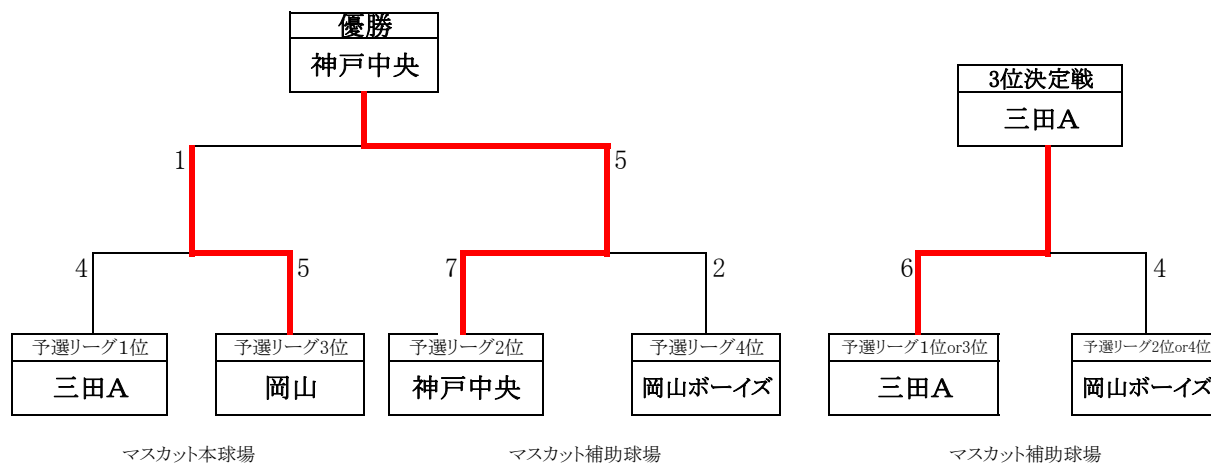 優勝
神戸中央
3位決定戦
三田A
1
5
4
5
7
2
6
4
予選リーグ1位
予選リーグ3位
予選リーグ2位
予選リーグ4位
予選リーグ1位or3位
予選リーグ2位or4位
三田A
岡山
神戸中央
岡山ボーイズ
三田A
岡山ボーイズ
マスカット本球場
マスカット補助球場
マスカット補助球場